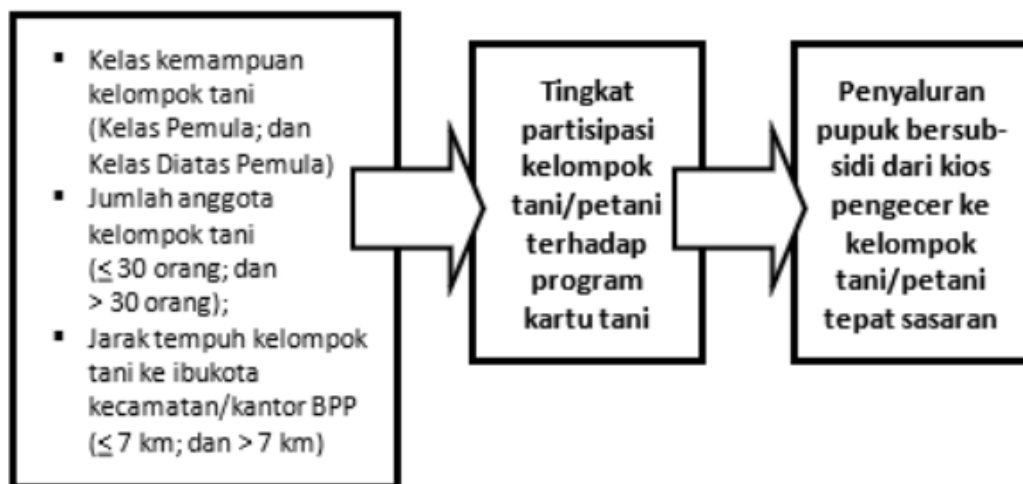 ▪ Kelas kemampuan
kelompok tani
(Kelas Pemula; dan
Kelas Diatas Pemula)
▪ Jumlah anggota
kelompok tani
(≤ 30 orang; dan
> 30 orang);
▪ Jarak tempuh kelompok
tani ke ibukota
kecamatan/kantor BPP
(≤ 7 km; dan > 7 km)
Tingkat
partisipasi
kelompok
tani/petani
terhadap
program
kartu tani
Penyaluran
pupuk bersub-
sidi dari kios
pengecer ke
kelompok
tani/petani
tepat sasaran